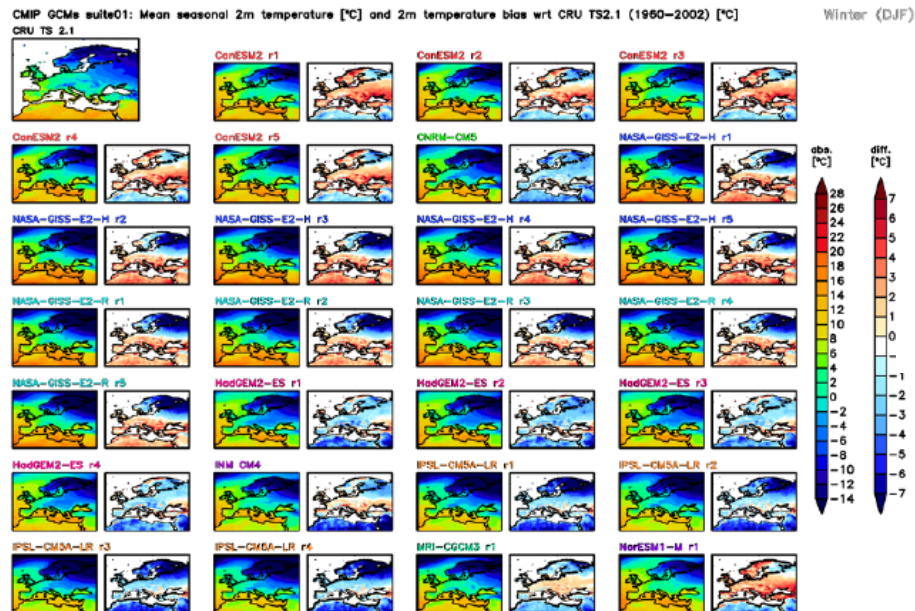 CMIP GCMs suite01: Mean seasonal 2m temperature [°C] and 2m temperature bias wrt CRU TS2.1 (1960–2002) [°C]
Winter (DJF)
CRU TS 2.1
CanESM2 r1
CanESM2 r2
CanESM2 r3
CanESM2 r4
CanESM2 r5
CNRM-CM5
NASA-GISS-E2-H r1
NASA-GISS-E2-H r2
NASA-GISS-E2-H r3
NASA-GISS-E2-H r4
NASA-GISS-E2-H r5
NASA-GISS-E2-R r1
NASA-GISS-E2-R r2
NASA-GISS-E2-R r3
NASA-GISS-E2-R r4
NASA-GISS-E2-R r5
HadGEM2-ES r1
HadGEM2-ES r2
HadGEM2-ES r3
HadGEM2-ES r4
INM CM4
IPSL-CM5A-LR r1
IPSL-CM5A-LR r2
IPSL-CM5A-LR r3
IPSL-CM5A-LR r4
MRI-CGCM3 r1
NorESM1-M r1
abs.
[°C]
28
26
24
22
20
18
16
14
12
10
8
6
4
2
0
−2
−4
−6
−8
−10
−12
−14
diff.
[°C]
7
6
5
4
3
2
1
0
−
−1
−2
−3
−4
−5
−6
−7